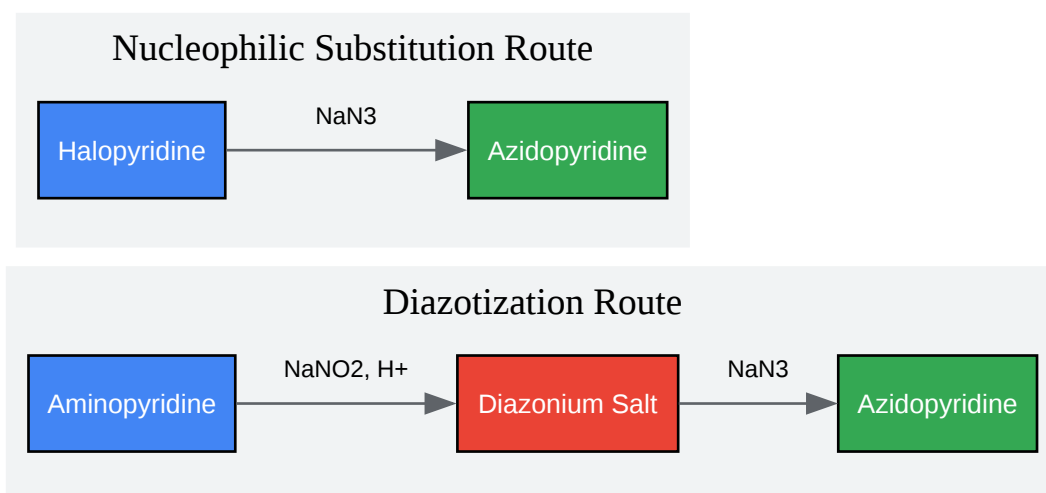 Nucleophilic Substitution Route
NaN3
Halopyridine
Azidopyridine
Diazotization Route
NaNO2, H+
NaN3
Aminopyridine
Diazonium Salt
Azidopyridine